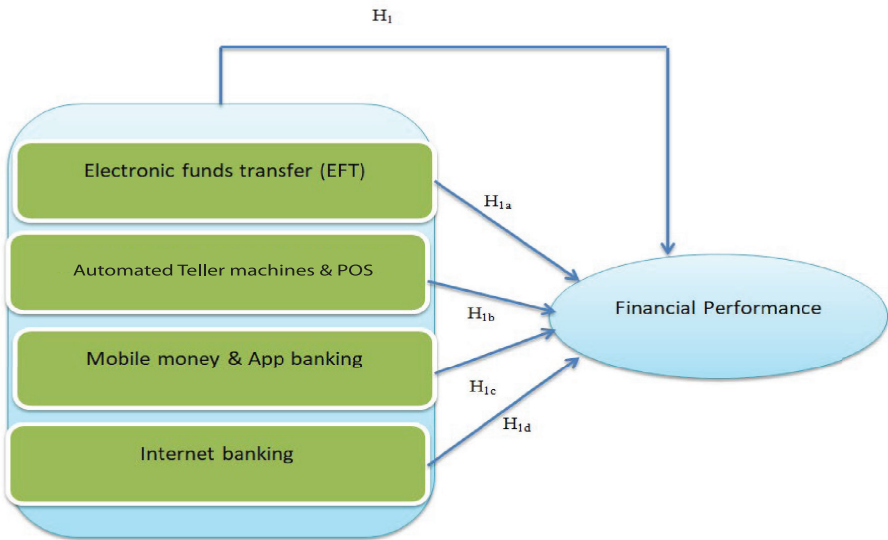 H1
Electronic funds transfer (EFT)
H1a
Automated Teller machines & POS
H1b
Financial Performance
Mobile money & App banking
H1c
H1d
Internet banking